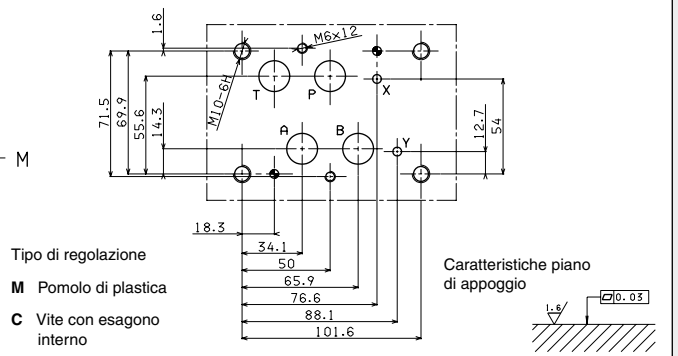 1.6
M6x12
71.5
69.9
55.6
14.3
M10-6H
T
P
X
A
B
Y
12.7
54
M
18.3
34.1
50
65.9
76.6
88.1
101.6
Tipo di regolazione
M Pomolo di plastica
C Vite con esagono
interno
Caratteristiche piano
di appoggio
1.6
0.03